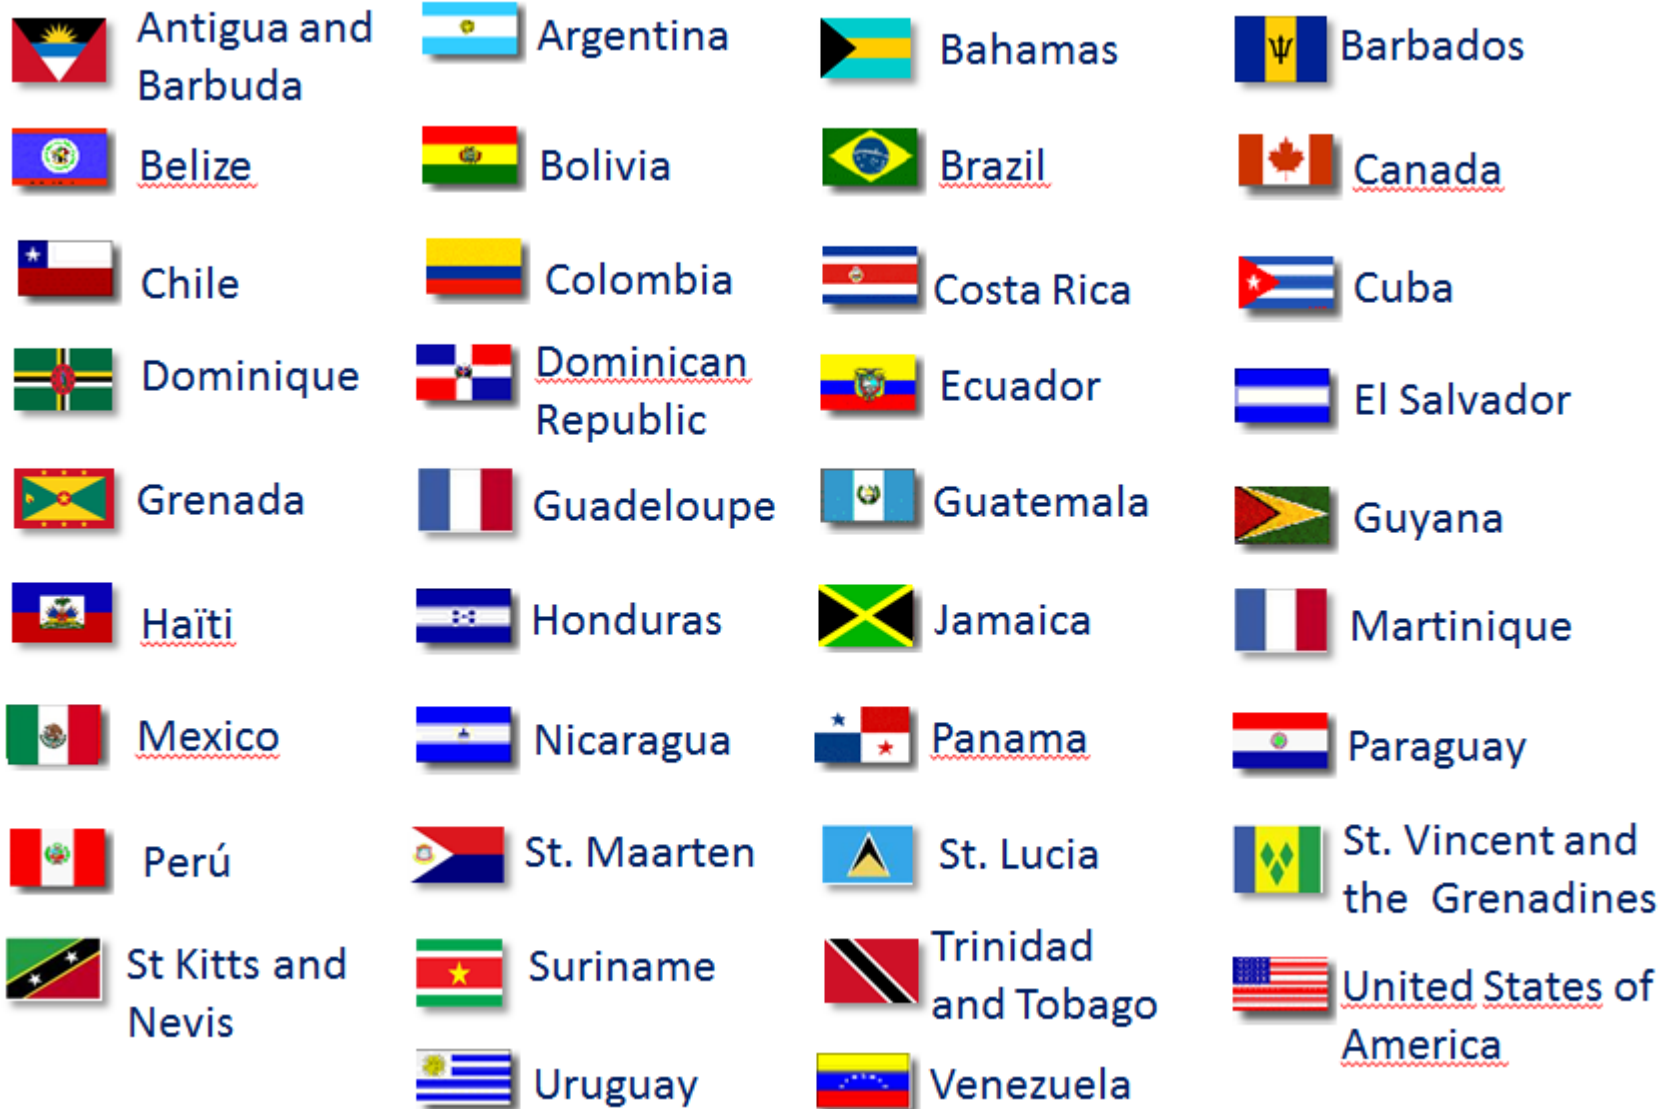 Antigua and
Barbuda
Argentina
Bahamas
Barbados
Belize
Bolivia
Brazil
Canada
Chile
Colombia
Costa Rica
Cuba
Dominique
Dominican
Republic
Ecuador
El Salvador
Grenada
Guadeloupe
Guatemala
Guyana
Haïti
Honduras
Jamaica
Martinique
Mexico
Nicaragua
Panama
Paraguay
Perú
St. Maarten
St. Lucia
St. Vincent and
the Grenadines
St Kitts and
Nevis
Suriname
Trinidad
and Tobago
United States of
America
Uruguay
Venezuela